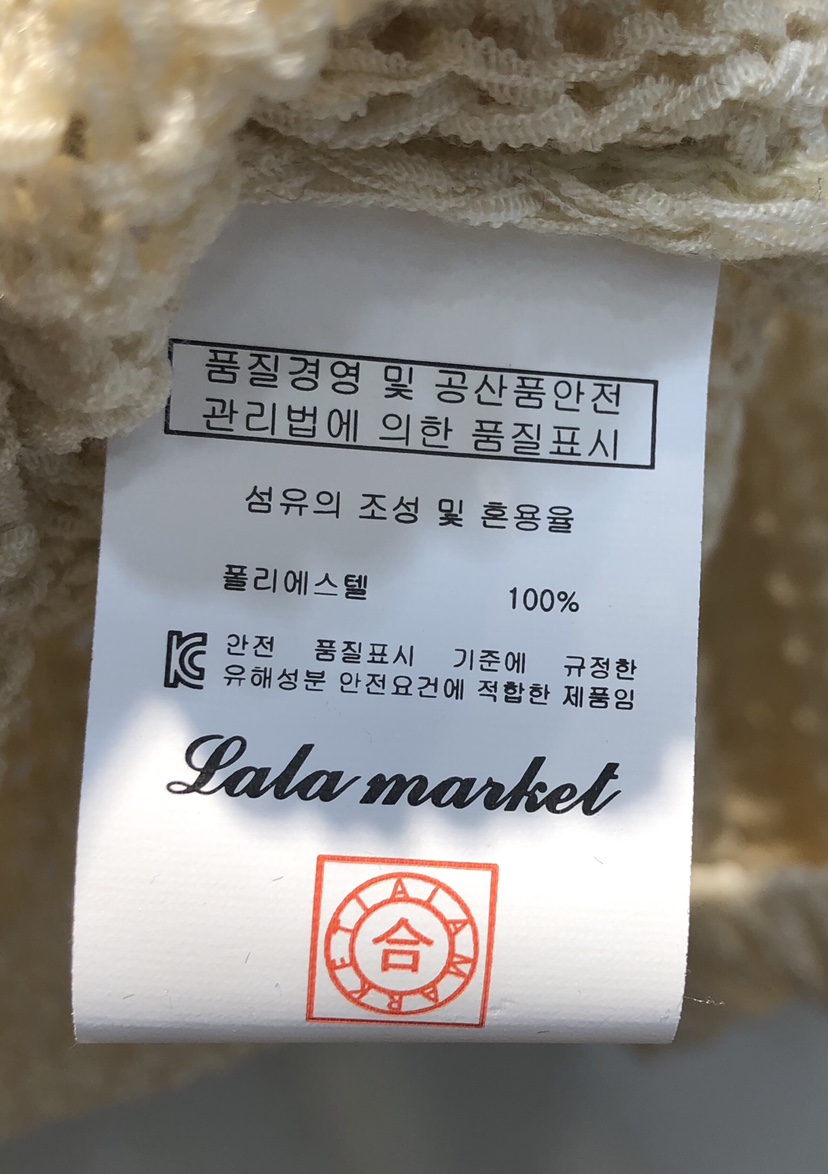 품질경영 및 공산품안전
관리법에 의한 품질표시
섬유의 조성 및 혼용율
폴리에스텔 100%
안전 품질표시 기준에 규정한
유해성분 안전요건에 적합한 제품임
Lala market
LALAMARKET
合